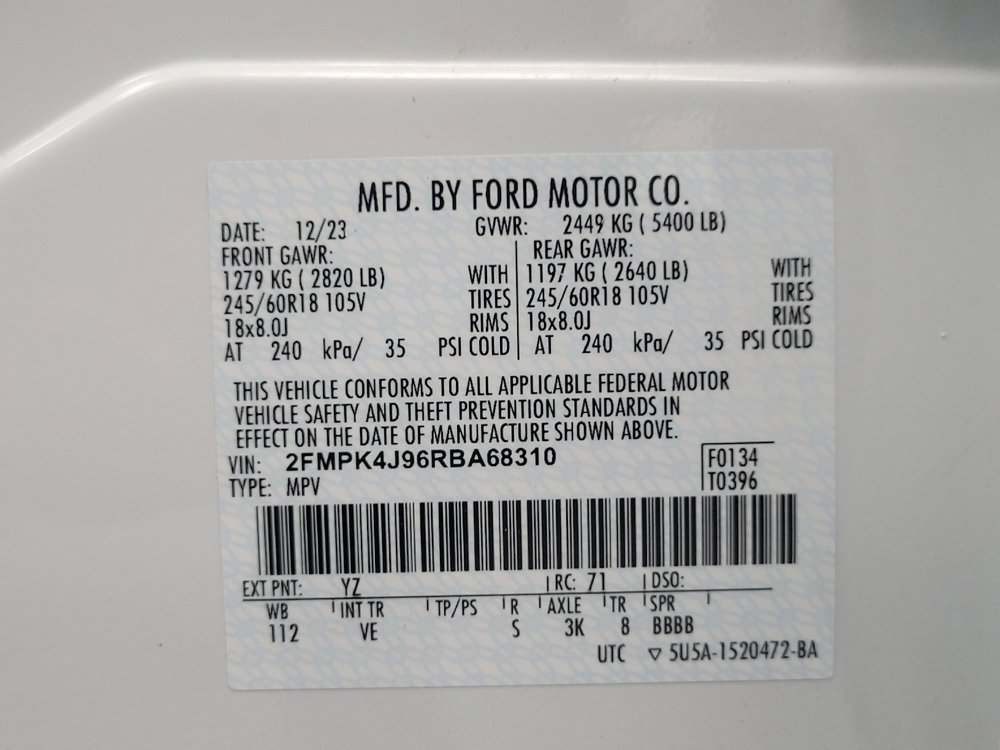 MFD. BY FORD MOTOR CO.
DATE: 12/23 GVWR: 2449 KG ( 5400 LB)
FRONT GAWR: REAR GAWR:
1279 KG ( 2820 LB) WITH 1197 KG ( 2640 LB) WITH
245/60R18 105V TIRES 245/60R18 105V TIRES
18x8.0J RIMS 18x8.0J RIMS
AT 240 kPa/ 35 PSI COLD AT 240 kPa/ 35 PSI COLD
THIS VEHICLE CONFORMS TO ALL APPLICABLE FEDERAL MOTOR
VEHICLE SAFETY AND THEFT PREVENTION STANDARDS IN
EFFECT ON THE DATE OF MANUFACTURE SHOWN ABOVE.
VIN: 2FMPK4J96RBA68310 F0134
TYPE: MPV T0396
EXT PNT: YZ RC: 71 DSO:
WB INT TR TP/PS R AXLE TR SPR
112 VE S 3K 8 BBBB
UTC ▽ 5U5A-1520472-BA